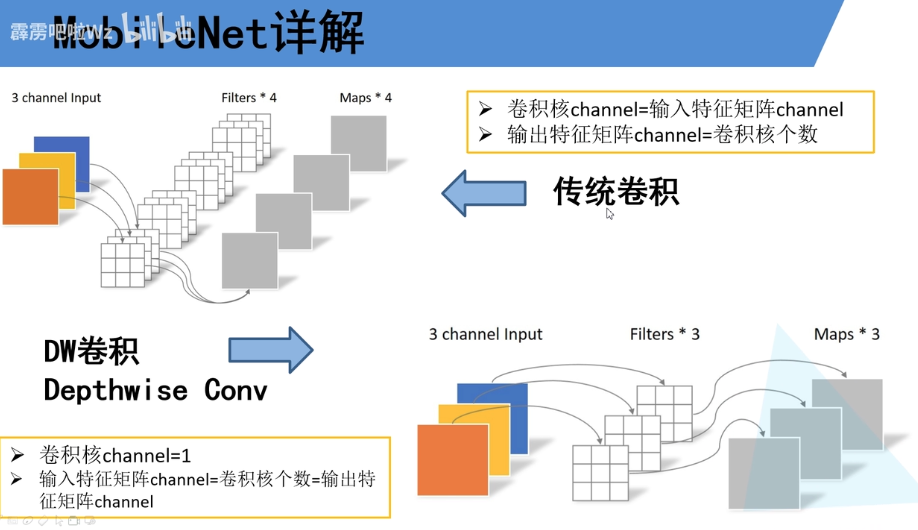 霹雳吧啦Wz bilibili
MobileNet详解
3 channel Input
Filters * 4
Maps * 4
卷积核channel=输入特征矩阵channel
输出特征矩阵channel=卷积核个数
传统卷积
DW卷积
Depthwise Conv
3 channel Input
Filters * 3
Maps * 3
卷积核channel=1
输入特征矩阵channel=卷积核个数=输出特
征矩阵channel